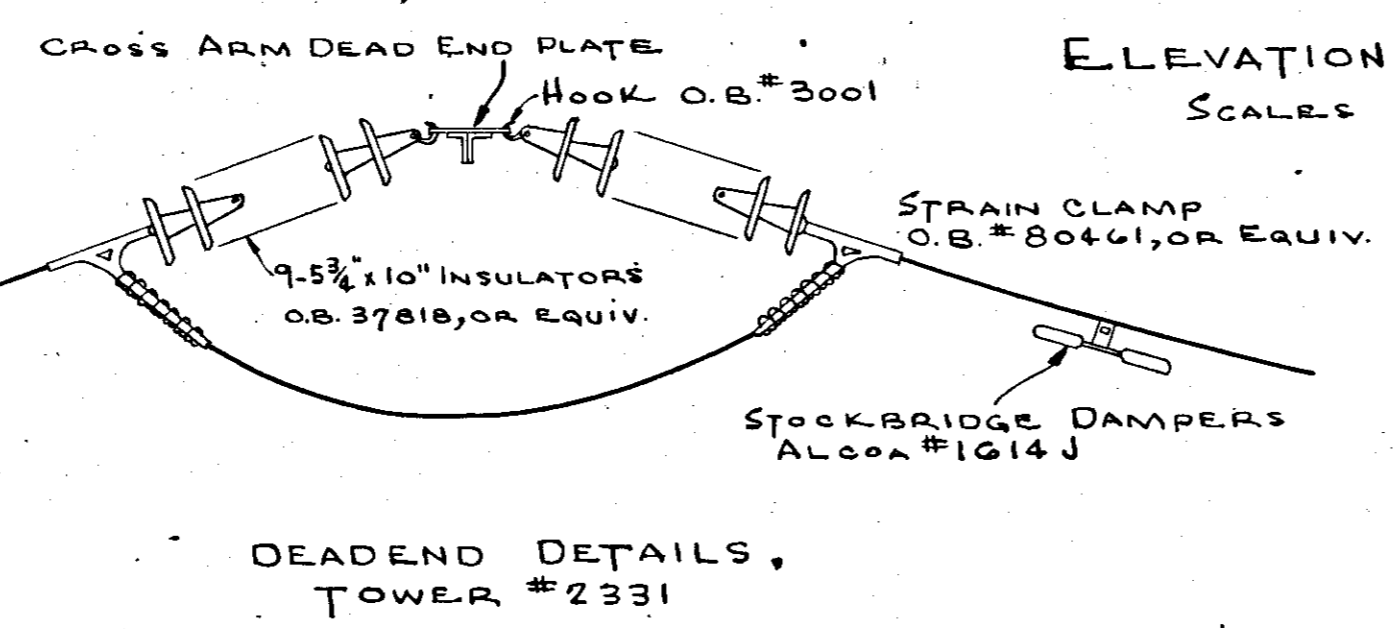 CROSS ARM DEAD END PLATE
HOOK O.B.#3001
ELEVATION
SCALES
STRAIN CLAMP
O.B.#80461, OR EQUIV.
9-5¾" x 10" INSULATORS
O.B. 37818, OR EQUIV.
STOCKBRIDGE DAMPERS
ALCOA #1614 J
DEADEND DETAILS.
TOWER #2331